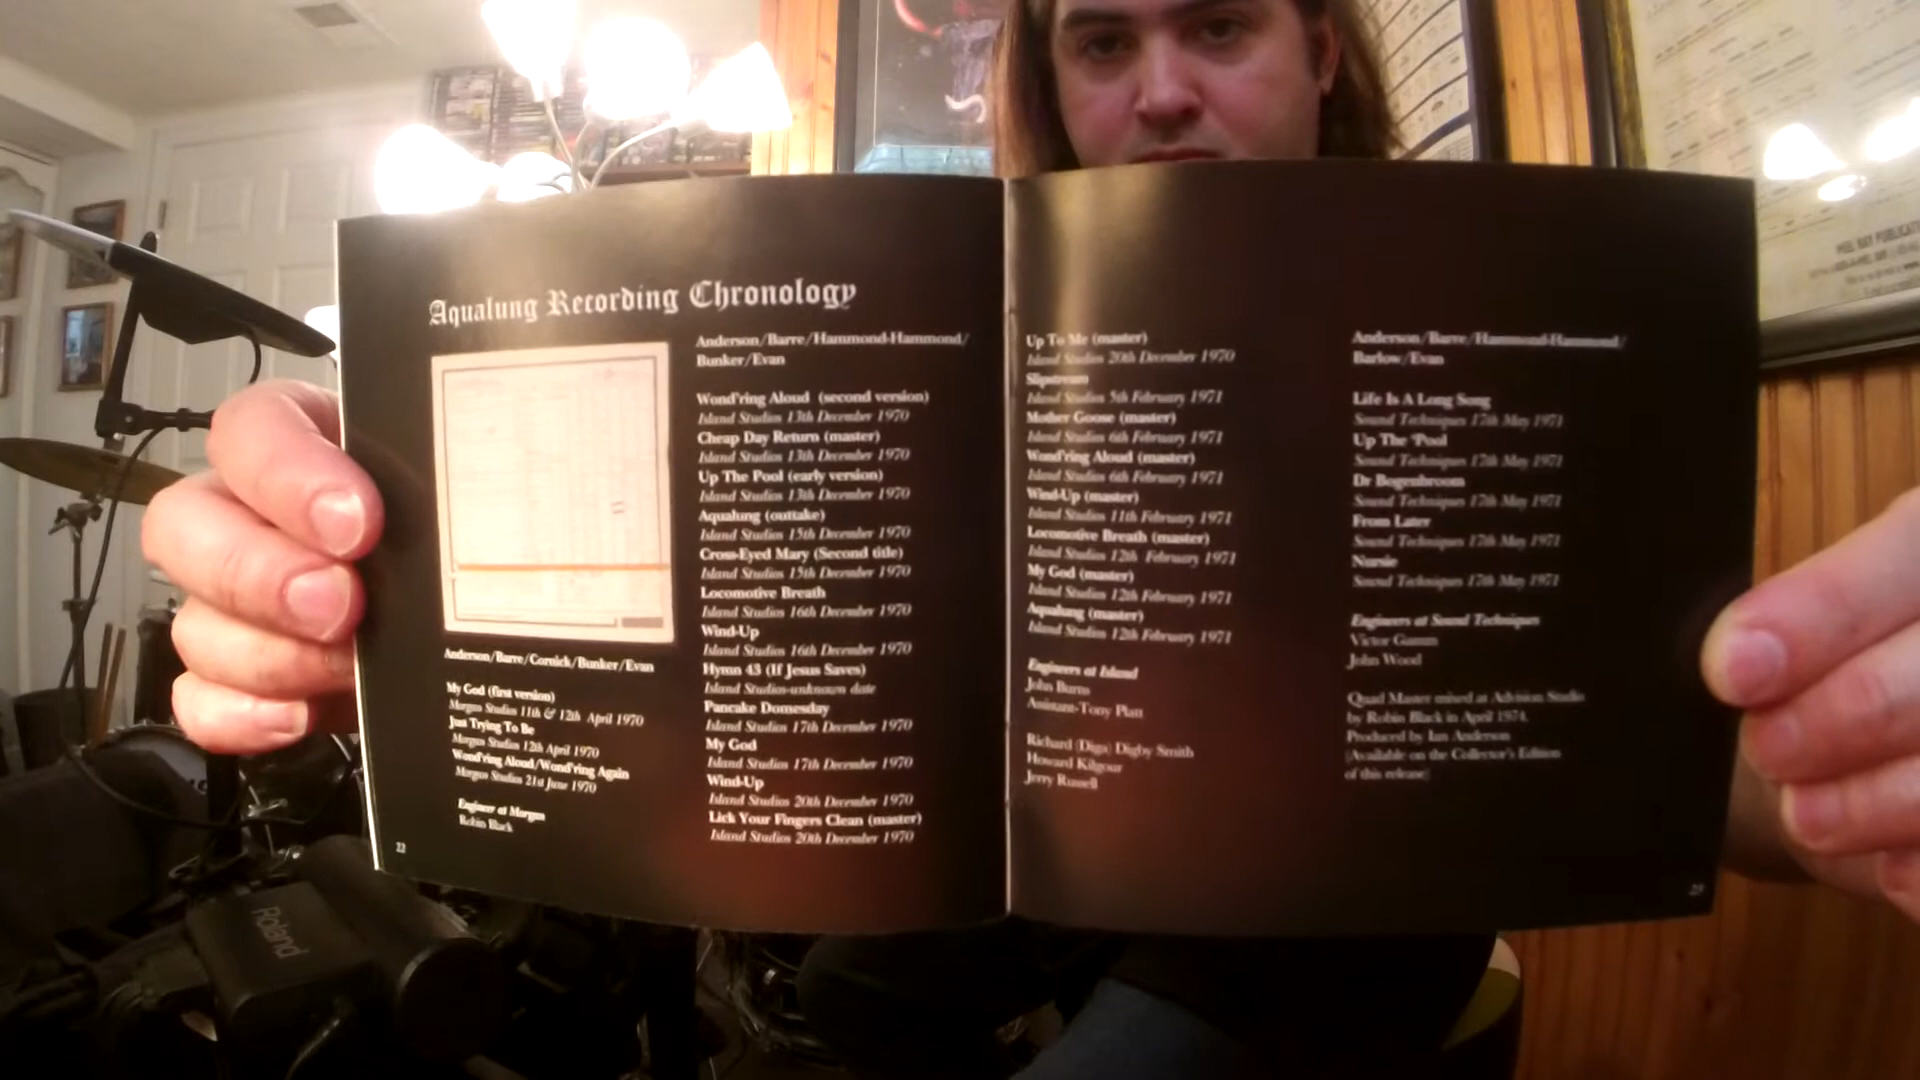 Aqualung Recording Chronology
Anderson/Barre/Cornick/Bunker/Evan
My God (first version)
Morgan Studios 11th & 12th April 1970
Just Trying To Be
Morgan Studios 12th April 1970
Wond'ring Aloud/Wond'ring Again
Morgan Studios 21st June 1970
Engineer at Morgan
Robin Black
22
Anderson/Barre/Hammond-Hammond/
Bunker/Evan
Wond'ring Aloud (second version)
Island Studios 13th December 1970
Cheap Day Return (master)
Island Studios 13th December 1970
Up The Pool (early version)
Island Studios 13th December 1970
Aqualung (outtake)
Island Studios 15th December 1970
Cross-Eyed Mary (Second title)
Island Studios 15th December 1970
Locomotive Breath
Island Studios 16th December 1970
Wind-Up
Island Studios 16th December 1970
Hymn 43 (If Jesus Saves)
Island Studios-unknown date
Pancake Domesday
Island Studios 17th December 1970
My God
Island Studios 17th December 1970
Wind-Up
Island Studios 20th December 1970
Lick Your Fingers Clean (master)
Island Studios 20th December 1970
Up To Me (master)
Island Studios 20th December 1970
Slipstream
Island Studios 5th February 1971
Mother Goose (master)
Island Studios 6th February 1971
Wond'ring Aloud (master)
Island Studios 6th February 1971
Wind-Up (master)
Island Studios 11th February 1971
Locomotive Breath (master)
Island Studios 12th February 1971
My God (master)
Island Studios 12th February 1971
Aqualung (master)
Island Studios 12th February 1971
Engineers at Island
John Burns
Assistant-Tony Platt
Richard (Diga) Digby Smith
Howard Kilgour
Jerry Russell
Anderson/Barre/Hammond-Hammond/
Barlow/Evan
Life Is A Long Song
Sound Techniques 17th May 1971
Up The 'Pool
Sound Techniques 17th May 1971
Dr Bogenbroom
Sound Techniques 17th May 1971
From Later
Sound Techniques 17th May 1971
Nursie
Sound Techniques 17th May 1971
Engineers at Sound Techniques
Victor Gamm
John Wood
Quad Master mixed at Advision Studio
by Robin Black in April 1974.
Produced by Ian Anderson
(Available on the Collector's Edition
of this release)
23
Roland
MEL BAY PUBLICAT